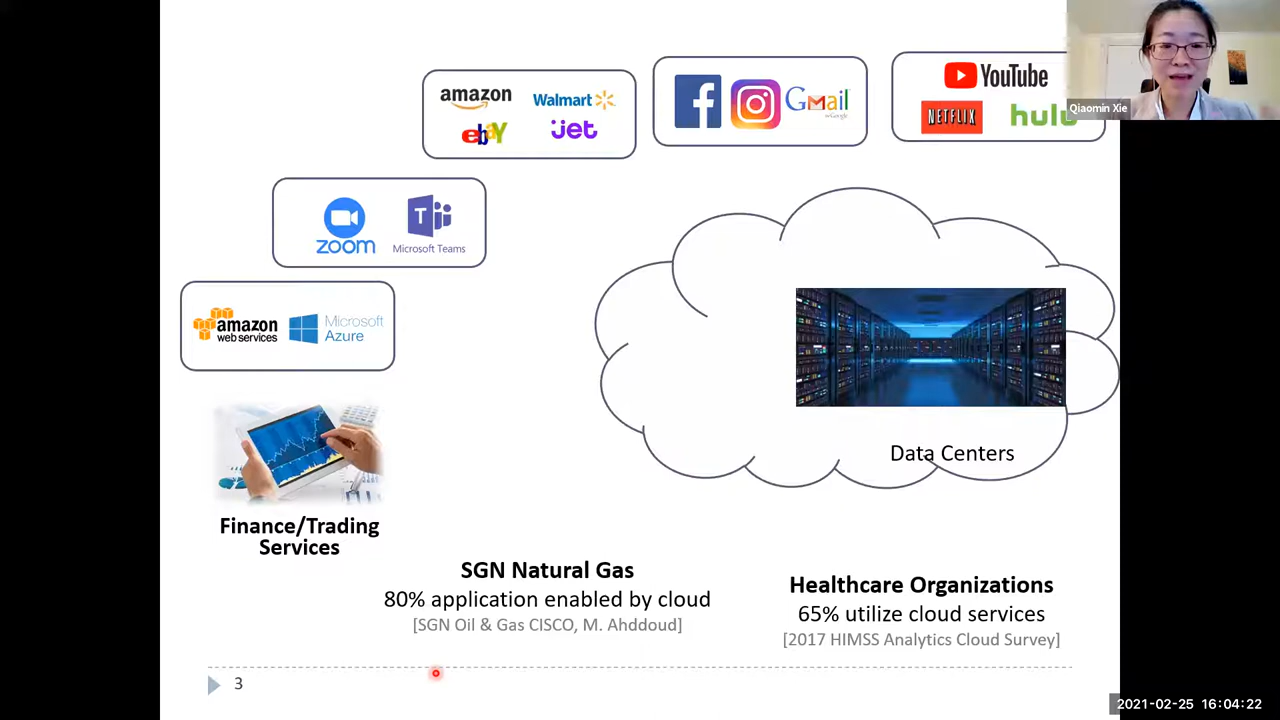 amazon
Walmart
ebay
jet
Gmail
by Google
YouTube
NETFLIX
hulu
Qiaomin Xie
zoom
Microsoft Teams
amazon
web services
Microsoft
Azure
Data Centers
Finance/Trading
Services
SGN Natural Gas
80% application enabled by cloud
[SGN Oil & Gas CISCO, M. Ahddoud]
Healthcare Organizations
65% utilize cloud services
[2017 HIMSS Analytics Cloud Survey]
3
2021-02-25 16:04:22